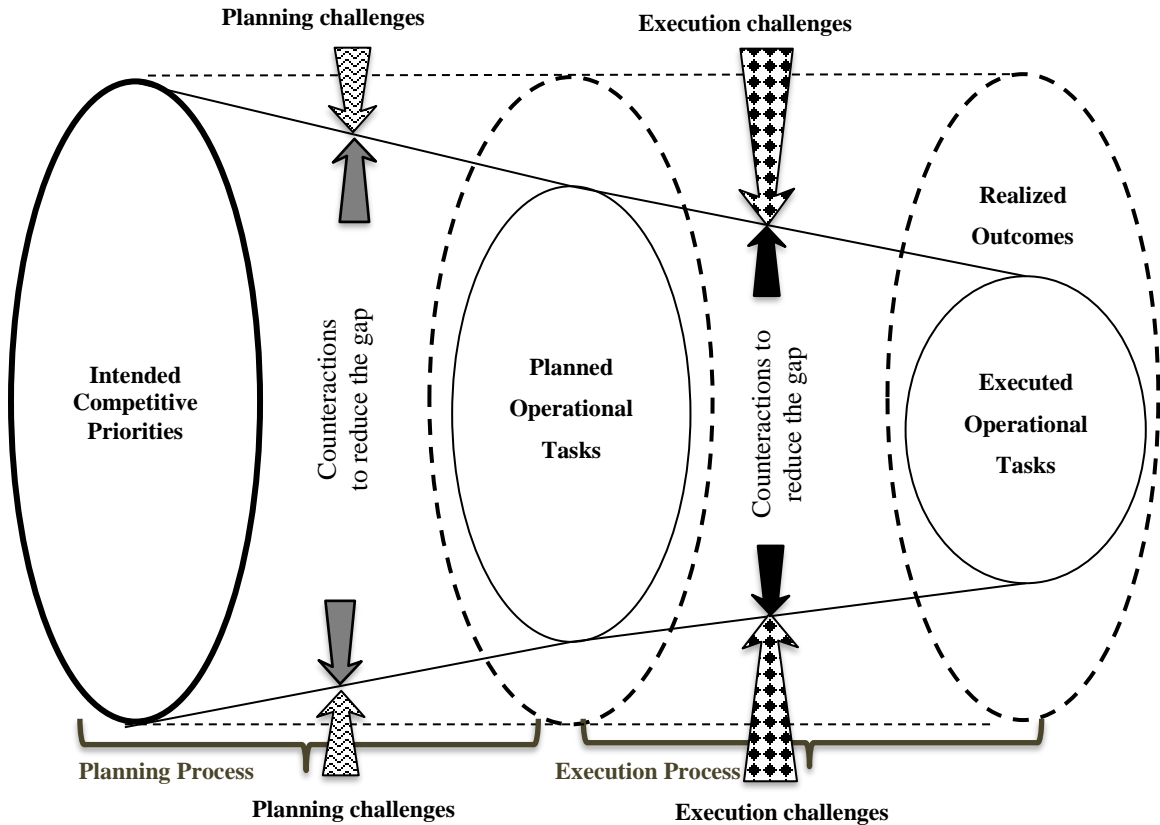 Planning challenges
Execution challenges
Realized
Outcomes
Intended
Competitive
Priorities
Counteractions
to reduce the gap
Planned
Operational
Tasks
Counteractions to
reduce the gap
Executed
Operational
Tasks
Planning Process
Execution Process
Planning challenges
Execution challenges